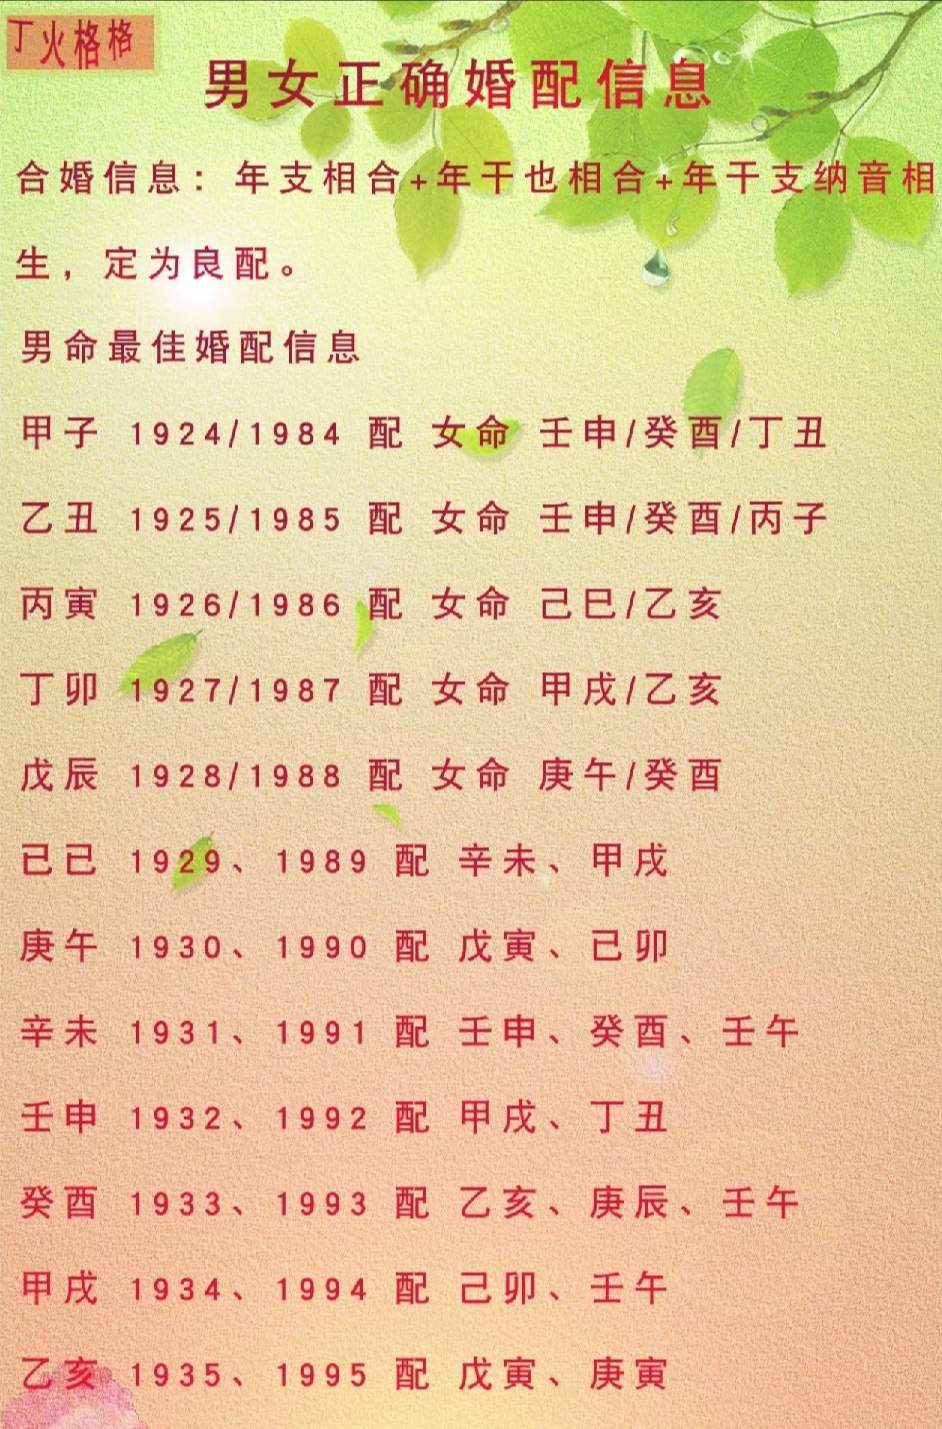 丁火格格
男女正确婚配信息
合婚信息：年支相合+年干也相合+年干支纳音相
生，定为良配。
男命最佳婚配信息
甲子 1924/1984 配 女命 壬申/癸酉/丁丑
乙丑 1925/1985 配 女命 壬申/癸酉/丙子
丙寅 1926/1986 配 女命 己巳/乙亥
丁卯 1927/1987 配 女命 甲戌/乙亥
戊辰 1928/1988 配 女命 庚午/癸酉
己已 1929、1989 配 辛未、甲戌
庚午 1930、1990 配 戊寅、己卯
辛未 1931、1991 配 壬申、癸酉、壬午
壬申 1932、1992 配 甲戌、丁丑
癸酉 1933、1993 配 乙亥、庚辰、壬午
甲戌 1934、1994 配 己卯、壬午
乙亥 1935、1995 配 戊寅、庚寅